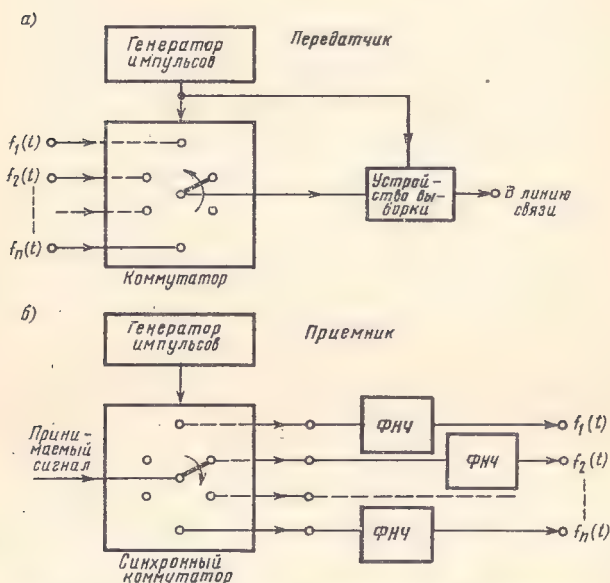 а)
Передатчик
Генератор
импульсов
f₁(t)
f₂(t)
fₙ(t)
Устрой-
ство вы-
борки
В линию
связи
Коммутатор
б)
Генератор
импульсов
Приемник
Прини-
маемый
сигнал
ФНЧ
f₁(t)
ФНЧ
f₂(t)
ФНЧ
fₙ(t)
Синхронный
коммутатор